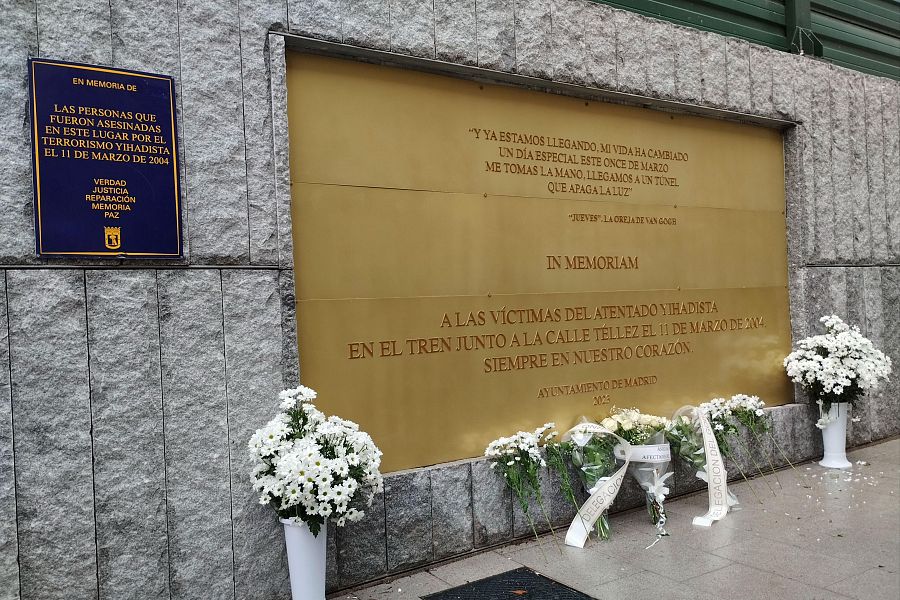 EN MEMORIA DE
LAS PERSONAS QUE
FUERON ASESINADAS
EN ESTE LUGAR POR EL
TERRORISMO YIHADISTA
EL 11 DE MARZO DE 2004
VERDAD
JUSTICIA
REPARACIÓN
MEMORIA
PAZ
"Y YA ESTAMOS LLEGANDO, MI VIDA HA CAMBIADO
UN DÍA ESPECIAL ESTE ONCE DE MARZO
ME TOMAS LA MANO, LLEGAMOS A UN TÚNEL
QUE APAGA LA LUZ"
"JUEVES". LA OREJA DE VAN GOGH
IN MEMORIAM
A LAS VÍCTIMAS DEL ATENTADO YIHADISTA
EN EL TREN JUNTO A LA CALLE TÉLLEZ EL 11 DE MARZO DE 2004.
SIEMPRE EN NUESTRO CORAZÓN.
AYUNTAMIENTO DE MADRID
2023